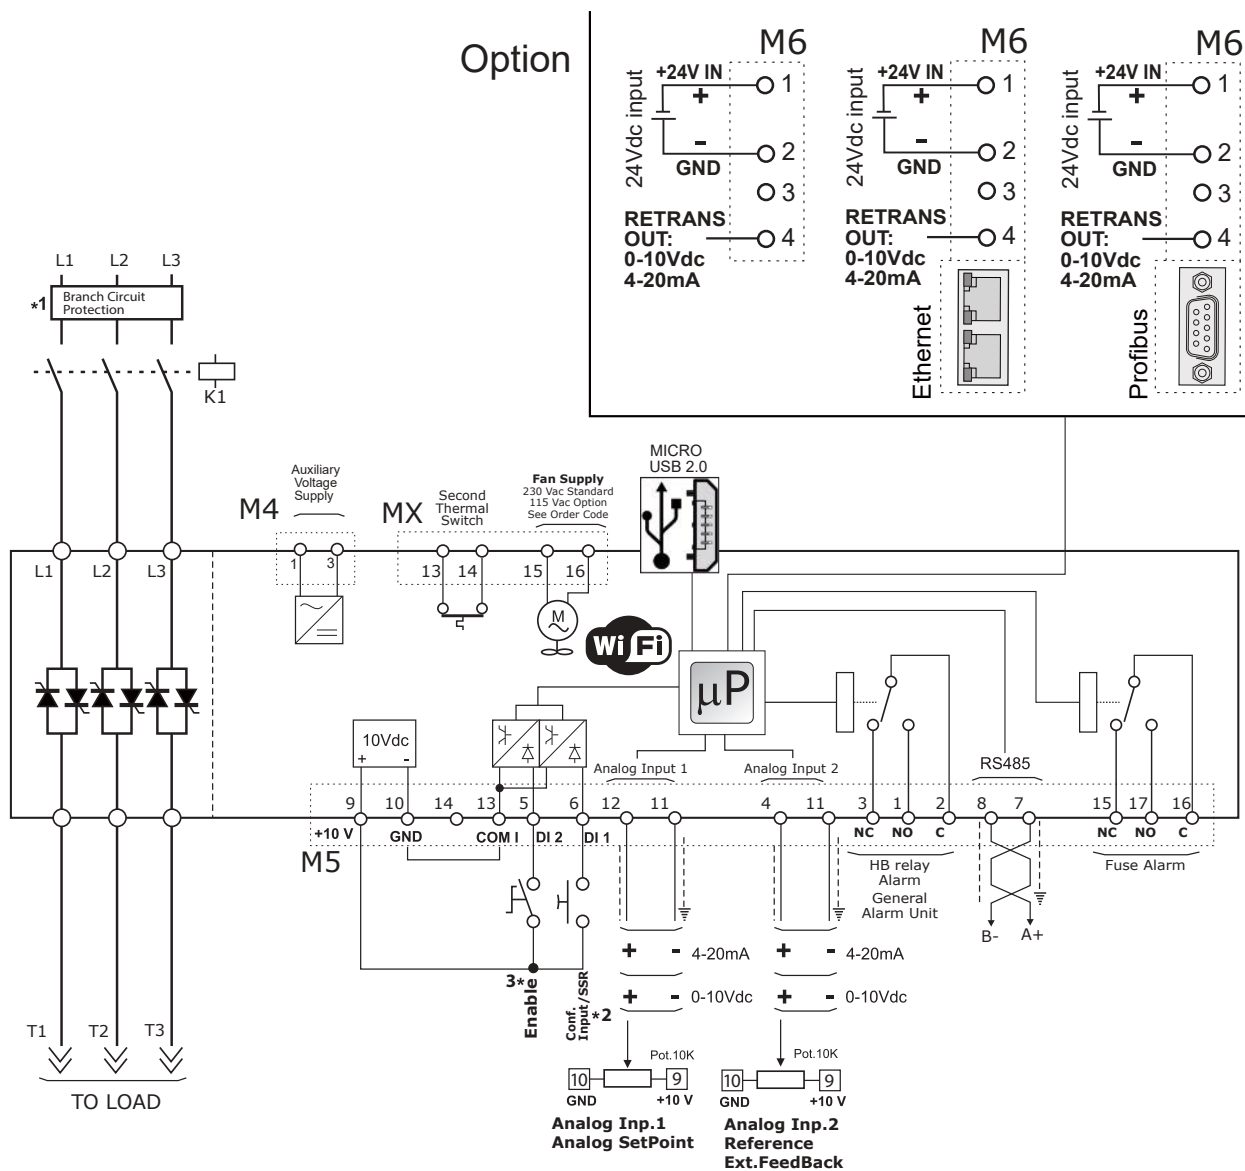 Option
M6
+24V IN
+
1
24Vdc input
-
2
GND
3
RETRANS
OUT:
4
0-10Vdc
4-20mA
M6
+24V IN
+
1
24Vdc input
-
2
GND
3
RETRANS
OUT:
4
0-10Vdc
4-20mA
Ethernet
M6
+24V IN
+
1
24Vdc input
-
2
GND
3
RETRANS
OUT:
4
0-10Vdc
4-20mA
Profibus
L1 L2 L3
*1
Branch Circuit
Protection
K1
M4
Auxiliary
Voltage
Supply
MX
Second
Thermal
Switch
Fan Supply
230 Vac Standard
115 Vac Option
See Order Code
MICRO
USB 2.0
L1 L2 L3
1 3
13 14 15 16
M
~
WiFi
µP
10Vdc
+ -
Analog Input 1
Analog Input 2
RS485
9 10 14 13 5 6 12 11 4 11 3 1 2 8 7 15 17 16
+10 V GND COM I DI 2 DI 1 NC NO C NC NO C
M5
HB relay
Alarm
General
Alarm Unit
Fuse Alarm
B- A+
3* Enable
Conf.
Input/SSR
*2
+ - 4-20mA
+ - 0-10Vdc
+ - 4-20mA
+ - 0-10Vdc
T1 T2 T3
TO LOAD
Pot.10K
10 9
GND +10 V
Analog Inp.1
Analog SetPoint
Pot.10K
10 9
GND +10 V
Analog Inp.2
Reference
Ext.FeedBack